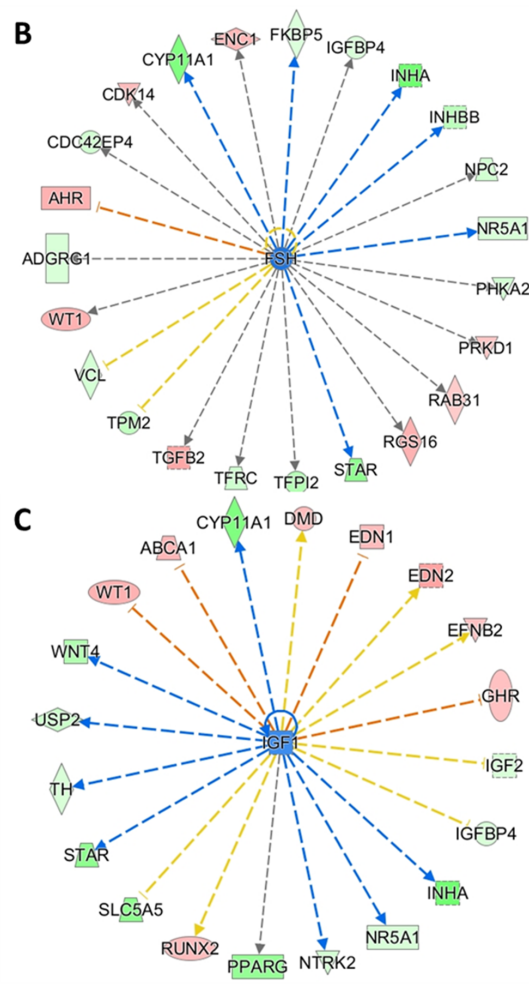 B
ENC1
FKBP5
IGFBP4
CYP11A1
INHA
CDK14
INHBB
CDC42EP4
NPC2
AHR
NR5A1
FSH
ADGRG1
PHKA2
WT1
PRKD1
VCL
RAB31
TPM2
RGS16
TGFB2
STAR
TFRC
TFPI2
C
CYP11A1
DMD
EDN1
ABCA1
EDN2
WT1
EFNB2
WNT4
GHR
USP2
IGF1
IGF2
TH
IGFBP4
STAR
INHA
SLC5A5
NR5A1
RUNX2
PPARG
NTRK2